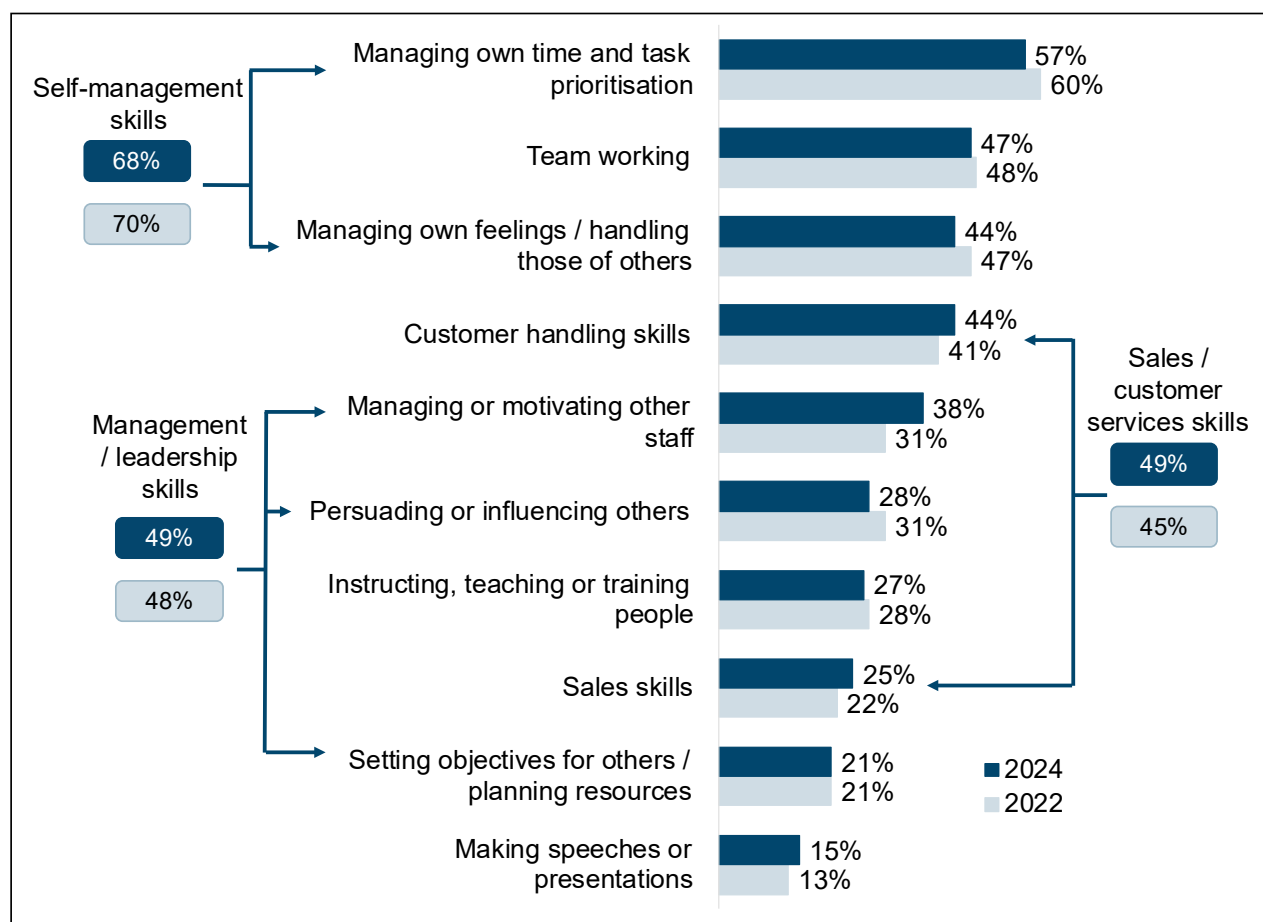 Self-management
skills
68%
70%
Management
/ leadership
skills
49%
48%
Managing own time and task
prioritisation
57%
60%
Team working
47%
48%
Managing own feelings / handling
those of others
44%
47%
Customer handling skills
44%
41%
Managing or motivating other
staff
38%
31%
Persuading or influencing others
28%
31%
Instructing, teaching or training
people
27%
28%
Sales skills
25%
22%
Setting objectives for others /
planning resources
21%
21%
Making speeches or
presentations
15%
13%
Sales /
customer
services skills
49%
45%
2024
2022